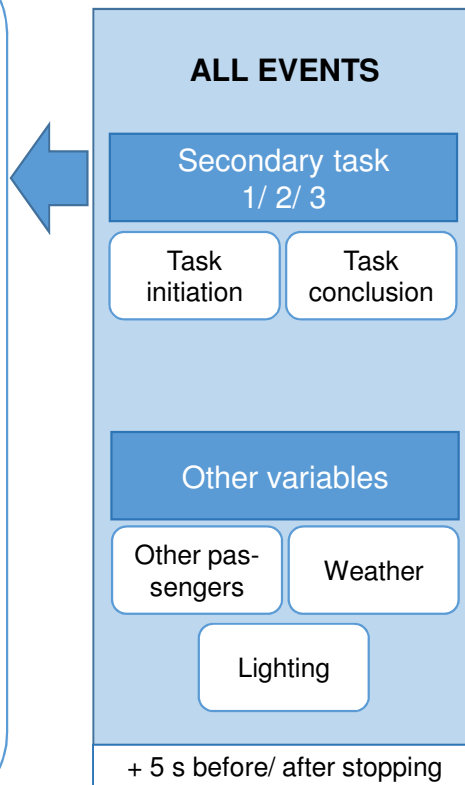 ALL EVENTS
Secondary task
1/ 2/ 3
Task
initiation
Task
conclusion
Other variables
Other pas-
sengers
Weather
Lighting
+ 5 s before/ after stopping